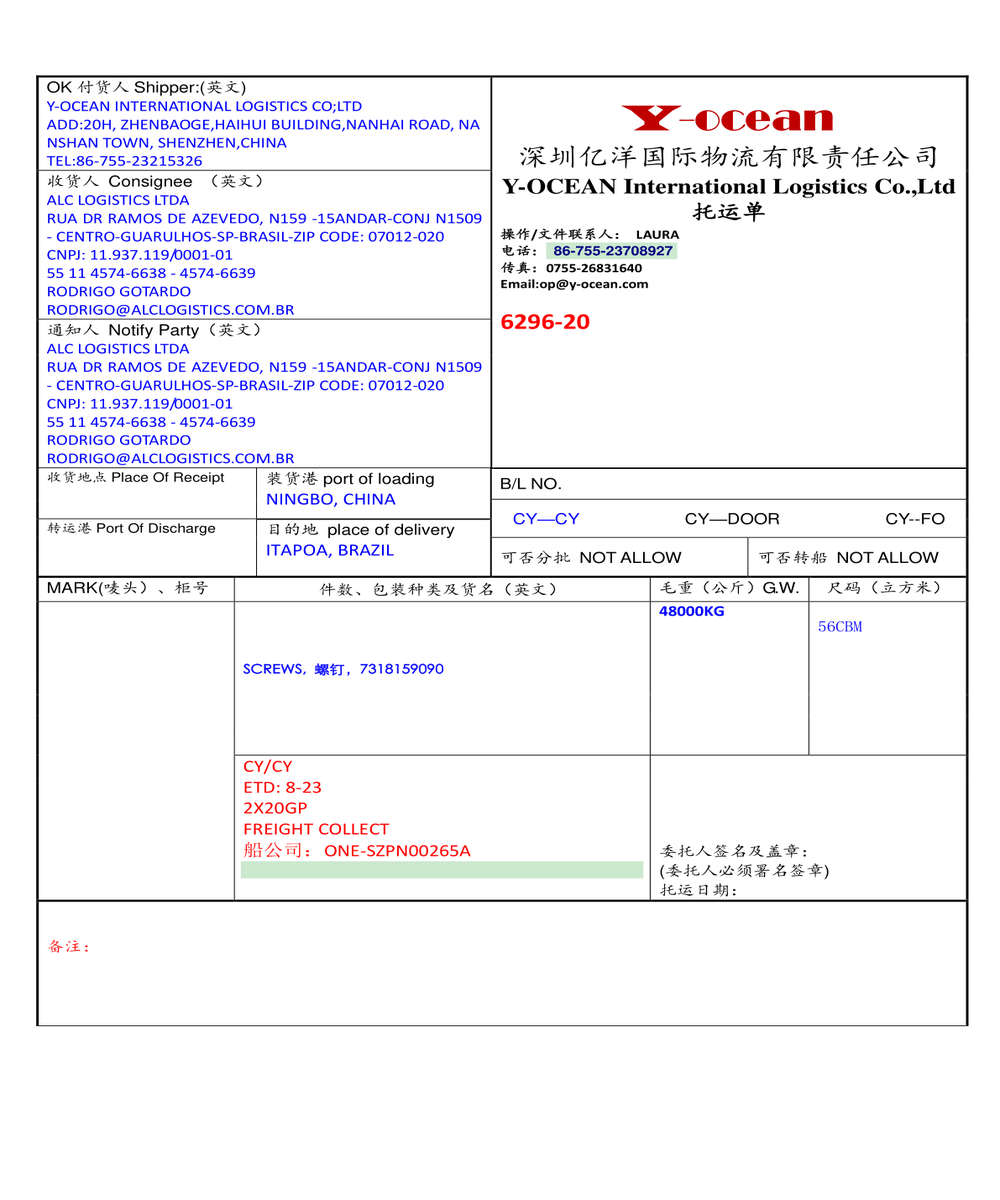 OK 付货人 Shipper:(英文)
Y-OCEAN INTERNATIONAL LOGISTICS CO;LTD
ADD:20H, ZHENBAOGE,HAIHUI BUILDING,NANHAI ROAD, NA
NSHAN TOWN, SHENZHEN,CHINA
TEL:86-755-23215326
收货人 Consignee （英文）
ALC LOGISTICS LTDA
RUA DR RAMOS DE AZEVEDO, N159 -15ANDAR-CONJ N1509
- CENTRO-GUARULHOS-SP-BRASIL-ZIP CODE: 07012-020
CNPJ: 11.937.119/0001-01
55 11 4574-6638 - 4574-6639
RODRIGO GOTARDO
RODRIGO@ALCLOGISTICS.COM.BR
通知人 Notify Party（英文）
ALC LOGISTICS LTDA
RUA DR RAMOS DE AZEVEDO, N159 -15ANDAR-CONJ N1509
- CENTRO-GUARULHOS-SP-BRASIL-ZIP CODE: 07012-020
CNPJ: 11.937.119/0001-01
55 11 4574-6638 - 4574-6639
RODRIGO GOTARDO
RODRIGO@ALCLOGISTICS.COM.BR
Y-ocean
深圳亿洋国际物流有限责任公司
Y-OCEAN International Logistics Co.,Ltd
托运单
操作/文件联系人： LAURA
电话： 86-755-23708927
传真：0755-26831640
Email:op@y-ocean.com
6296-20
收货地点 Place Of Receipt
装货港 port of loading
NINGBO, CHINA
转运港 Port Of Discharge
目的地 place of delivery
ITAPOA, BRAZIL
B/L NO.
CY—CY CY—DOOR CY--FO
可否分批 NOT ALLOW 可否转船 NOT ALLOW
MARK(唛头）、柜号 件数、包装种类及货名（英文） 毛重（公斤）G.W. 尺码（立方米）
48000KG
56CBM
SCREWS, 螺钉，7318159090
CY/CY
ETD: 8-23
2X20GP
FREIGHT COLLECT
船公司：ONE-SZPN00265A
委托人签名及盖章：
(委托人必须署名签章)
托运日期：
备注：